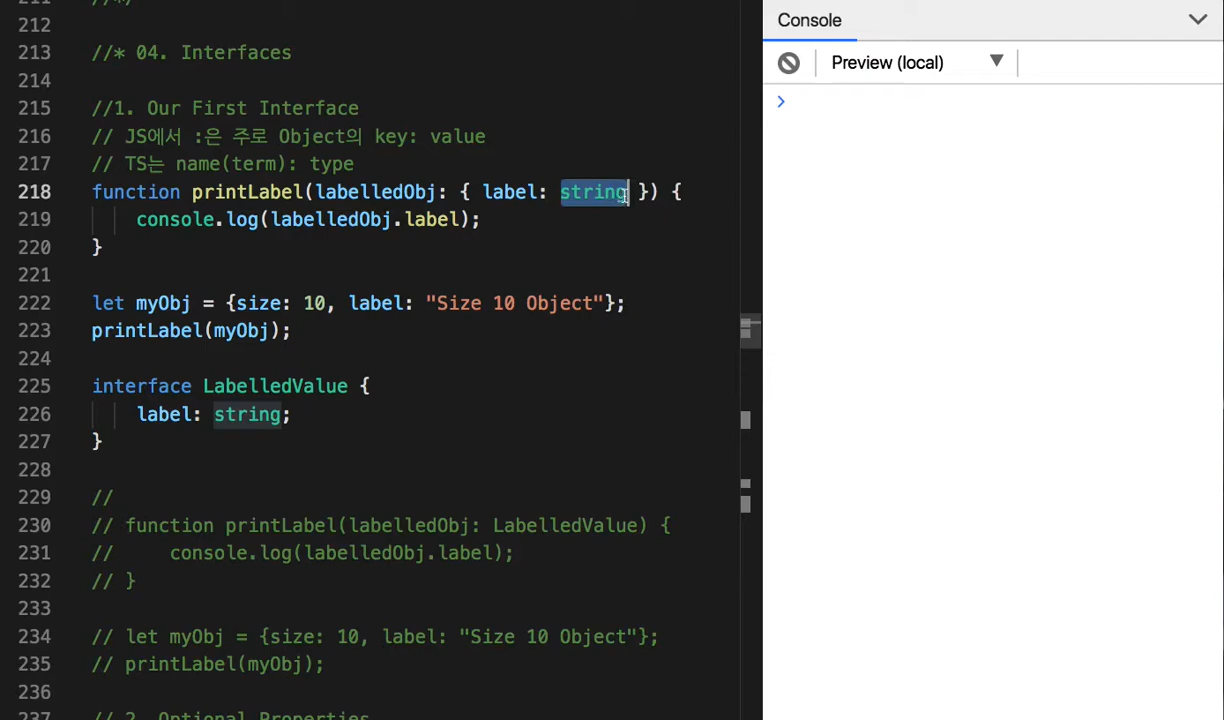 211 //*/
212
213 //* 04. Interfaces
214
215 //1. Our First Interface
216 // JS에서 :은 주로 Object의 key: value
217 // TS는 name(term): type
218 function printLabel(labelledObj: { label: string }) {
219     console.log(labelledObj.label);
220 }
221
222 let myObj = {size: 10, label: "Size 10 Object"};
223 printLabel(myObj);
224
225 interface LabelledValue {
226     label: string;
227 }
228
229 //
230 // function printLabel(labelledObj: LabelledValue) {
231 //     console.log(labelledObj.label);
232 // }
233
234 // let myObj = {size: 10, label: "Size 10 Object"};
235 // printLabel(myObj);
236
237 // 2. Optional Properties
Console
Preview (local)